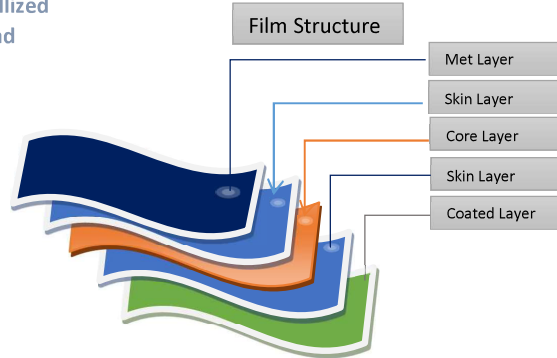 Film Structure
Met Layer
Skin Layer
Core Layer
Skin Layer
Coated Layer